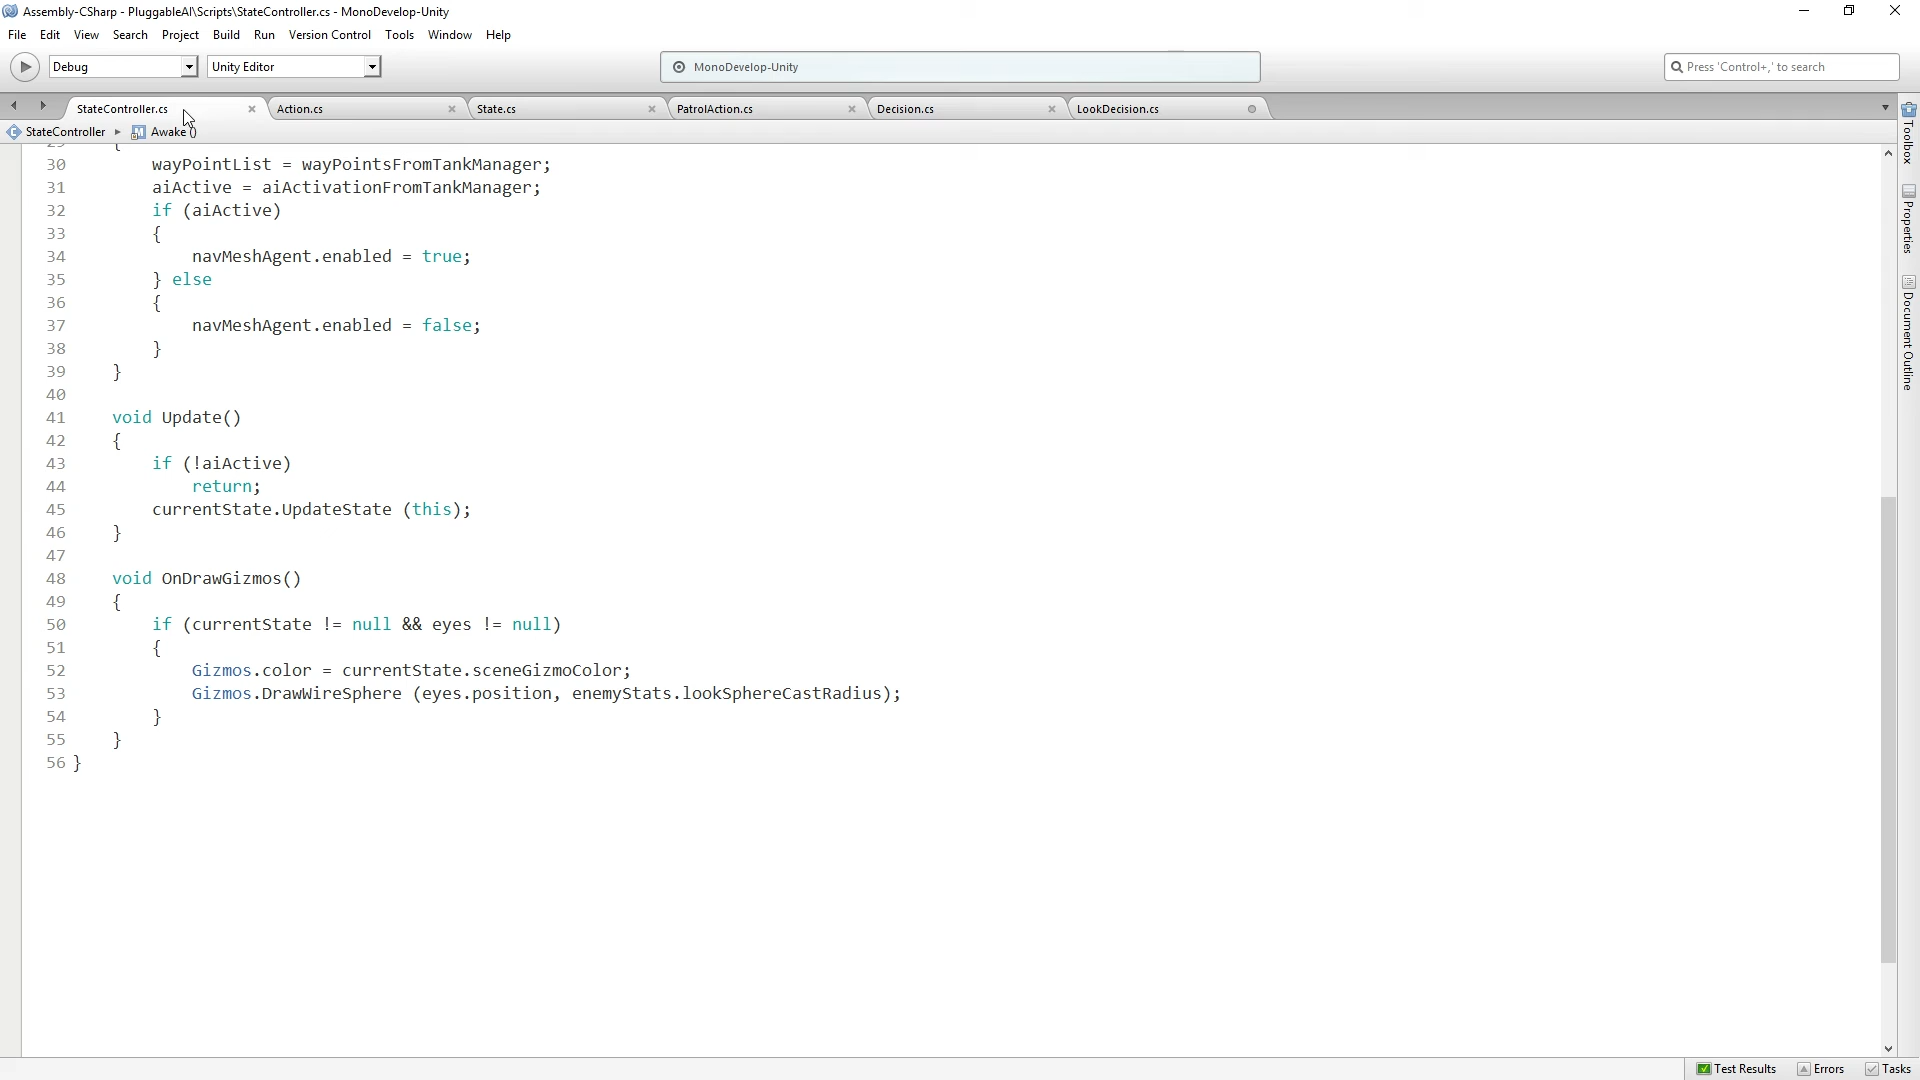 Assembly-CSharp - PluggableAI\Scripts\StateController.cs - MonoDevelop-Unity
File Edit View Search Project Build Run Version Control Tools Window Help
Debug Unity Editor MonoDevelop-Unity Press 'Control+,' to search
StateController.cs Action.cs State.cs PatrolAction.cs Decision.cs LookDecision.cs
StateController Awake ()
29 {
30 wayPointList = wayPointsFromTankManager;
31 aiActive = aiActivationFromTankManager;
32 if (aiActive)
33 {
34 navMeshAgent.enabled = true;
35 } else
36 {
37 navMeshAgent.enabled = false;
38 }
39 }
40
41 void Update()
42 {
43 if (!aiActive)
44 return;
45 currentState.UpdateState (this);
46 }
47
48 void OnDrawGizmos()
49 {
50 if (currentState != null && eyes != null)
51 {
52 Gizmos.color = currentState.sceneGizmoColor;
53 Gizmos.DrawWireSphere (eyes.position, enemyStats.lookSphereCastRadius);
54 }
55 }
56 }
Toolbox
Properties
Document Outline
Test Results Errors Tasks